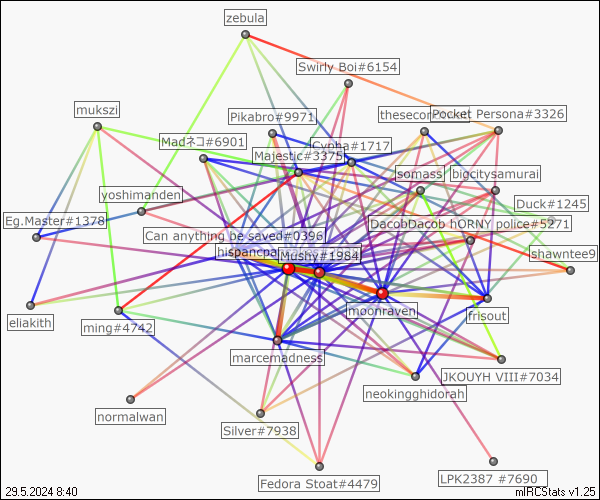 zebula
Swirly Boi#6154
mukszi
Pikabro#9971
Pocket Persona#3326
Madネコ#6901
Cypha#1717
Majestic#3375
somass
bigcitysamurai
yoshimanden
Duck#1245
Eg.Master#1378
DacobDacob hORNY police#5271
Can anything be saved#0396
Mushy#1984
shawntee9
moonraven
frisout
eliakith
ming#4742
marcemadness
JKOUYH VIII#7034
neokingghidorah
normalwan
Silver#7938
Fedora Stoat#4479
LPK2387 #7690
29.5.2024 8:40
mIRCStats v1.25